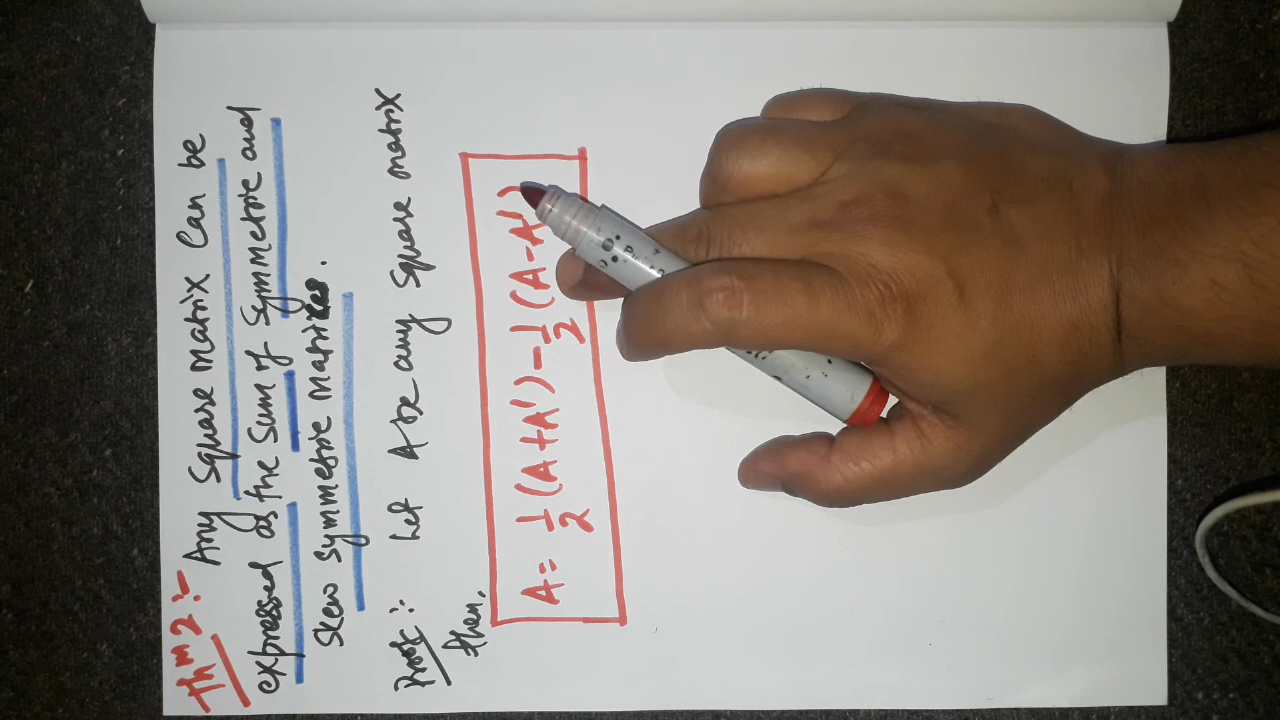 Thm 2:- Any Square matrix Can be
expressed as the Sum of Symmetric and
Skew Symmetric matrixes.
Proof:- Let A be any Square matrix
then,
A = 1/2 (A+A') - 1/2 (A-A')